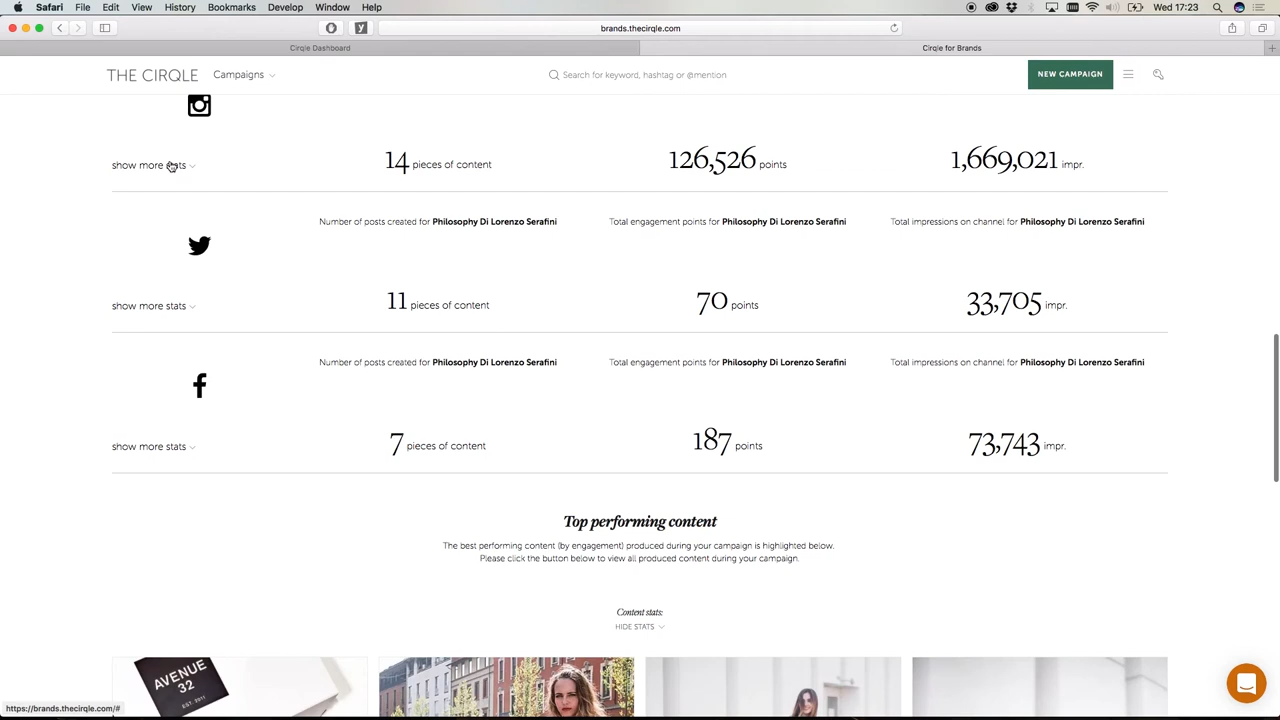 Safari File Edit View History Bookmarks Develop Window Help Wed 17:23
brands.thecirqle.com
Cirqle Dashboard Cirqle for Brands
THE CIRQLE Campaigns Search for keyword, hashtag or @mention NEW CAMPAIGN
show more stats 14 pieces of content 126,526 points 1,669,021 impr.
Number of posts created for Philosophy Di Lorenzo Serafini Total engagement points for Philosophy Di Lorenzo Serafini Total impressions on channel for Philosophy Di Lorenzo Serafini
show more stats 11 pieces of content 70 points 33,705 impr.
Number of posts created for Philosophy Di Lorenzo Serafini Total engagement points for Philosophy Di Lorenzo Serafini Total impressions on channel for Philosophy Di Lorenzo Serafini
show more stats 7 pieces of content 187 points 73,743 impr.
Top performing content
The best performing content (by engagement) produced during your campaign is highlighted below.
Please click the button below to view all produced content during your campaign.
Content stats:
HIDE STATS
AVENUE
32
EST. 2011
https://brands.thecirqle.com/#